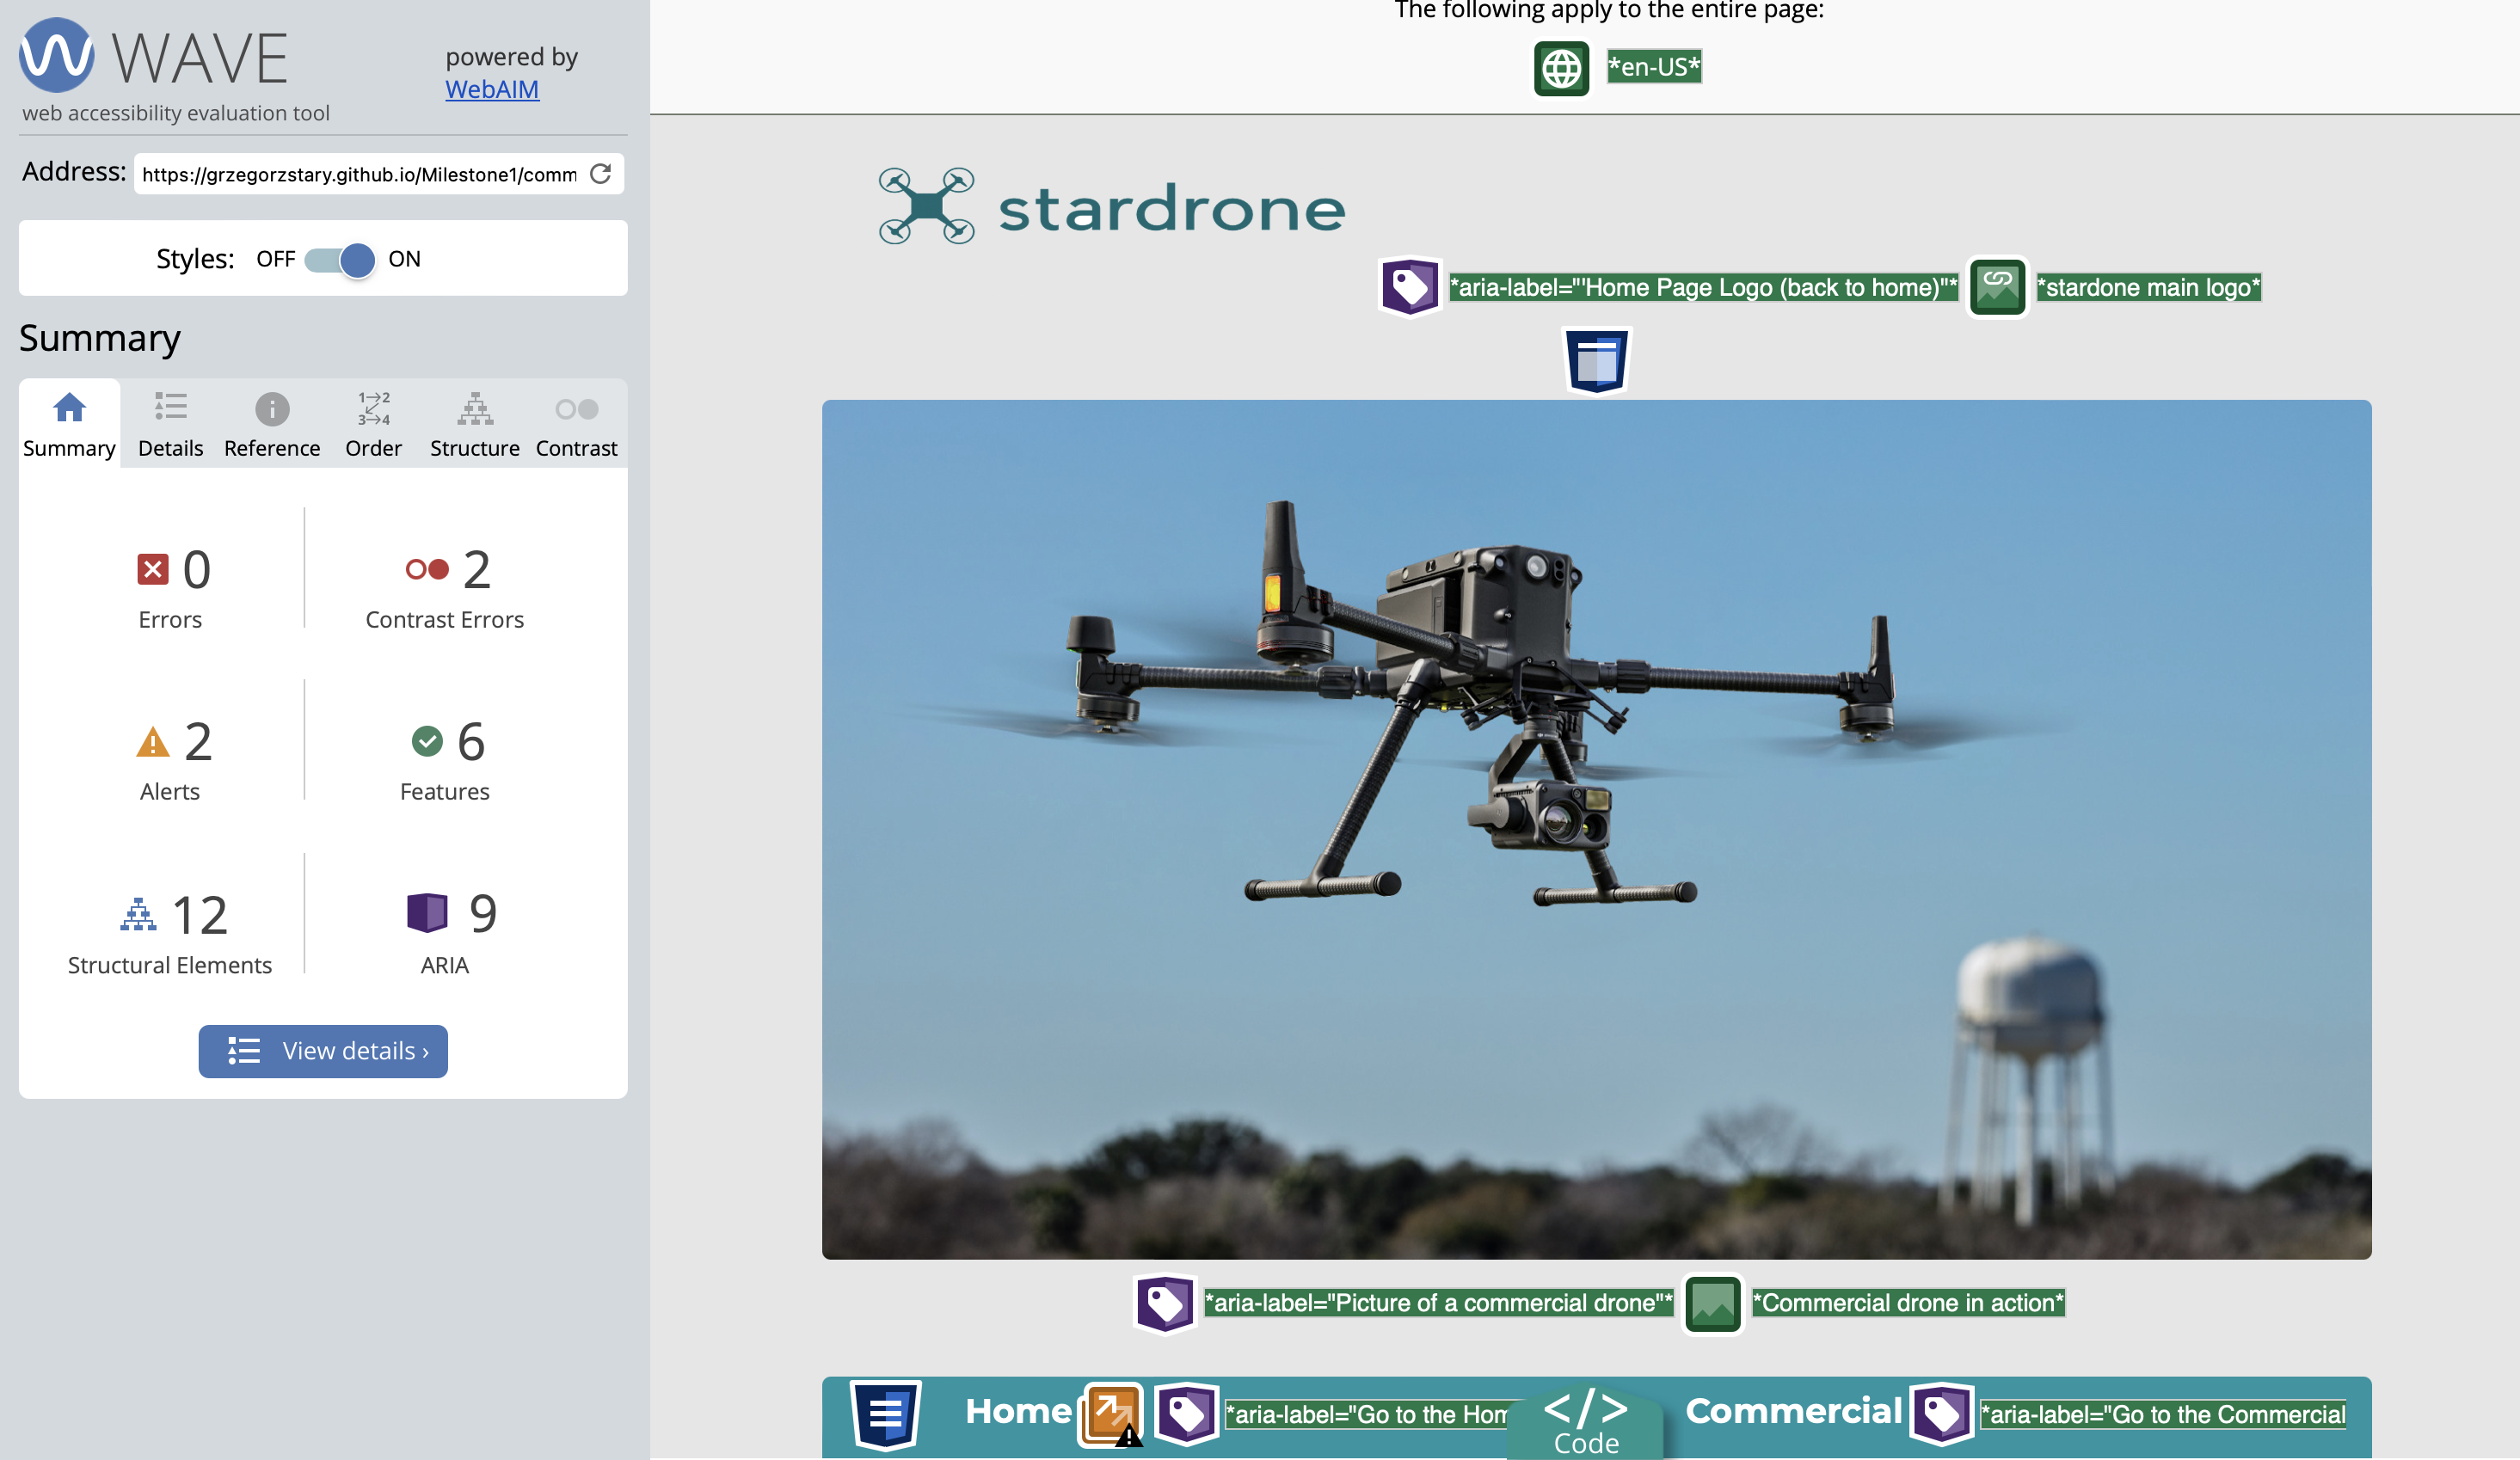 WAVE
powered by
WebAIM
web accessibility evaluation tool
Address: https://grzegorzstary.github.io/Milestone1/comm
Styles: OFF ON
Summary
1 2
3 4
Summary Details Reference Order Structure Contrast
0 2
Errors Contrast Errors
2 6
Alerts Features
12 9
Structural Elements ARIA
View details ›
The following apply to the entire page:
*en-US*
stardrone
*aria-label="'Home Page Logo (back to home)"* *stardone main logo*
*aria-label="Picture of a commercial drone"* *Commercial drone in action*
Home *aria-label="Go to the Hom </> Commercial *aria-label="Go to the Commercial
Code